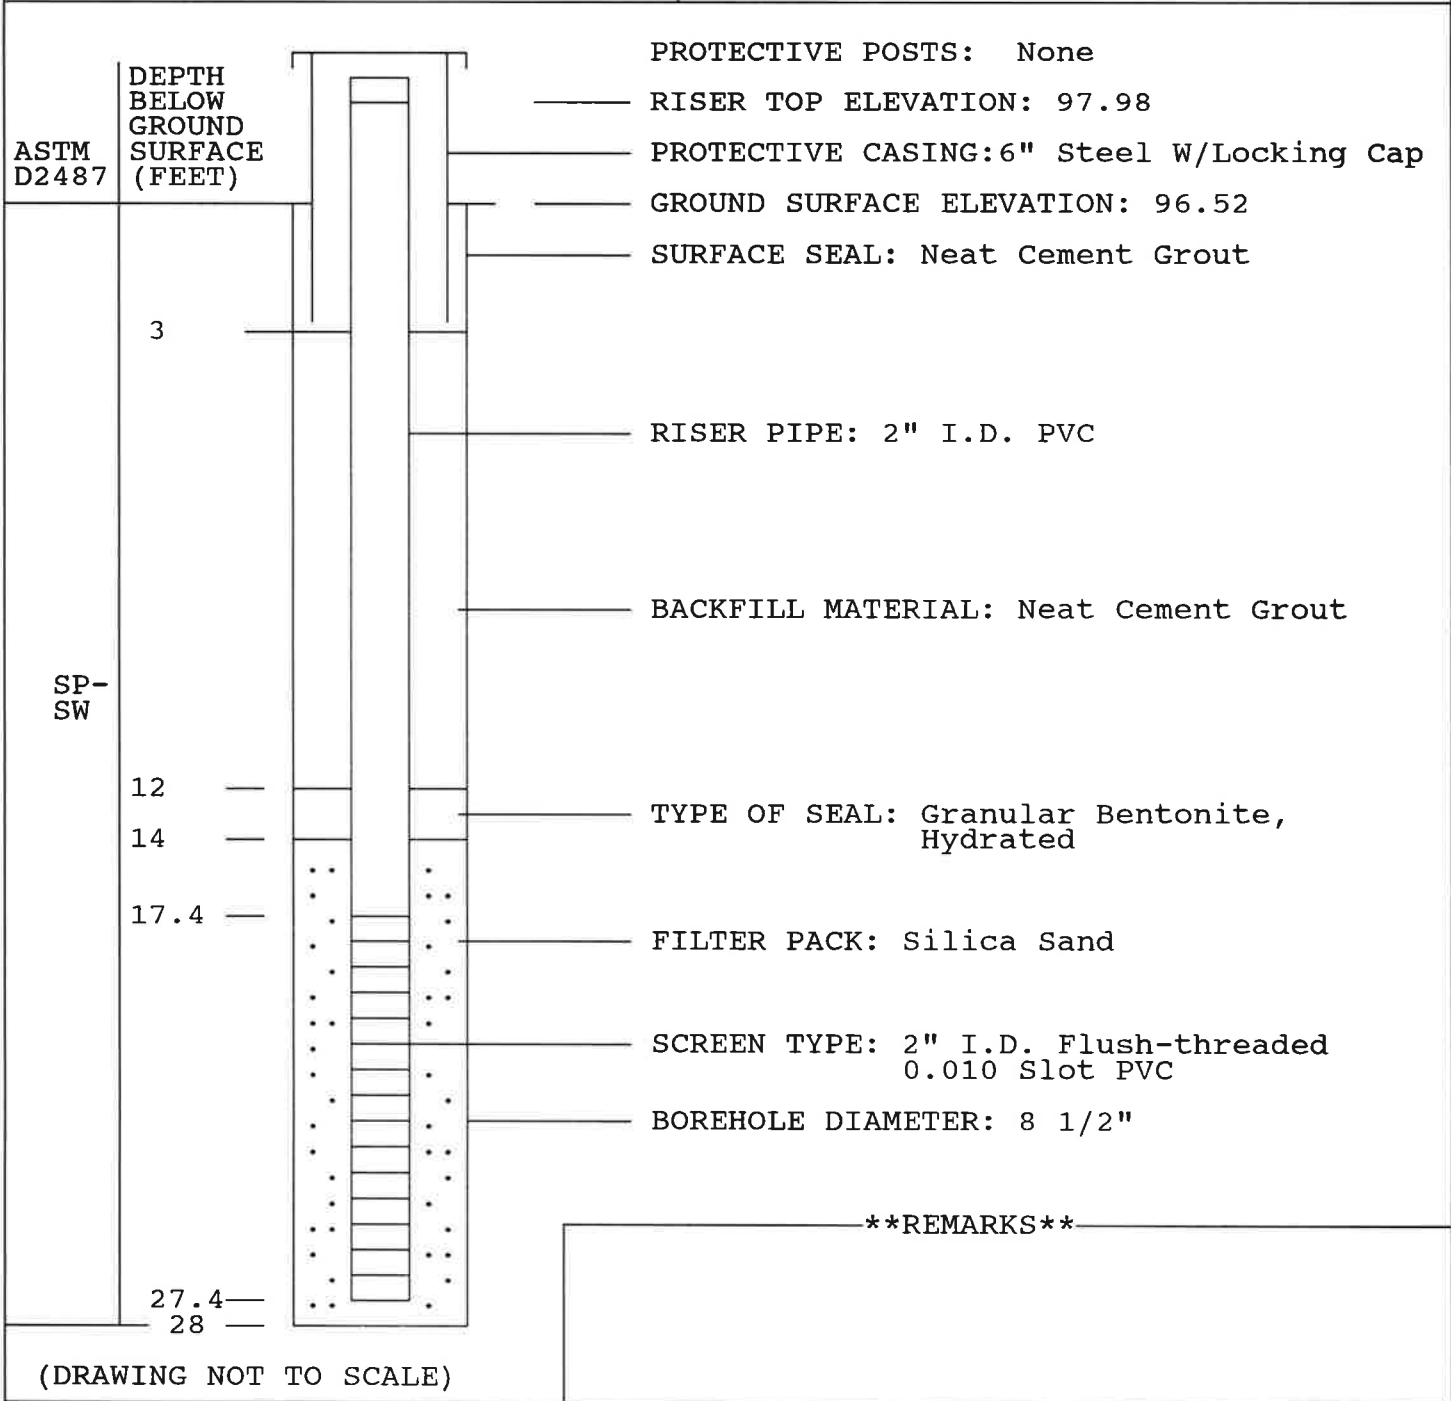 PROTECTIVE POSTS: None
DEPTH
BELOW
GROUND
SURFACE
(FEET)
ASTM
D2487
RISER TOP ELEVATION: 97.98
PROTECTIVE CASING:6" Steel W/Locking Cap
GROUND SURFACE ELEVATION: 96.52
SURFACE SEAL: Neat Cement Grout
3
RISER PIPE: 2" I.D. PVC
BACKFILL MATERIAL: Neat Cement Grout
SP-
SW
12
TYPE OF SEAL: Granular Bentonite,
Hydrated
14
17.4
FILTER PACK: Silica Sand
SCREEN TYPE: 2" I.D. Flush-threaded
0.010 Slot PVC
BOREHOLE DIAMETER: 8 1/2"
**REMARKS**
27.4
28
(DRAWING NOT TO SCALE)